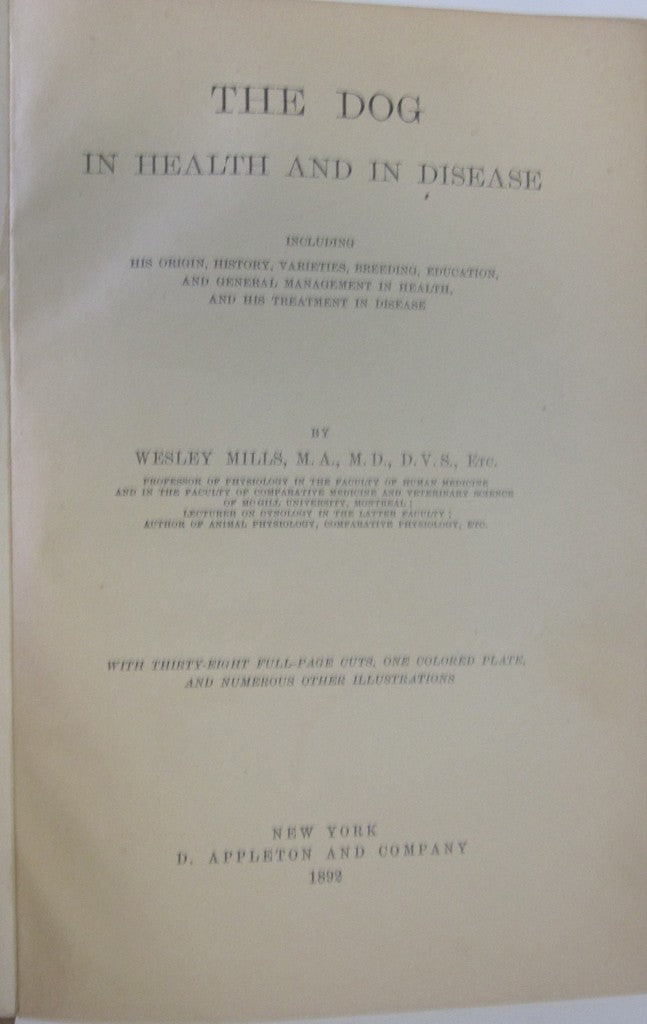 THE DOG
IN HEALTH AND IN DISEASE
INCLUDING
HIS ORIGIN, HISTORY, VARIETIES, BREEDING, EDUCATION,
AND GENERAL MANAGEMENT IN HEALTH,
AND HIS TREATMENT IN DISEASE
BY
WESLEY MILLS, M. A., M. D., D. V. S., ETC.
PROFESSOR OF PHYSIOLOGY IN THE FACULTY OF HUMAN MEDICINE
AND IN THE FACULTY OF COMPARATIVE MEDICINE AND VETERINARY SCIENCE
OF MCGILL UNIVERSITY, MONTREAL;
LECTURER ON CYNOLOGY IN THE LATTER FACULTY;
AUTHOR OF ANIMAL PHYSIOLOGY, COMPARATIVE PHYSIOLOGY, ETC.
WITH THIRTY-EIGHT FULL-PAGE CUTS, ONE COLORED PLATE,
AND NUMEROUS OTHER ILLUSTRATIONS
NEW YORK
D. APPLETON AND COMPANY
1892